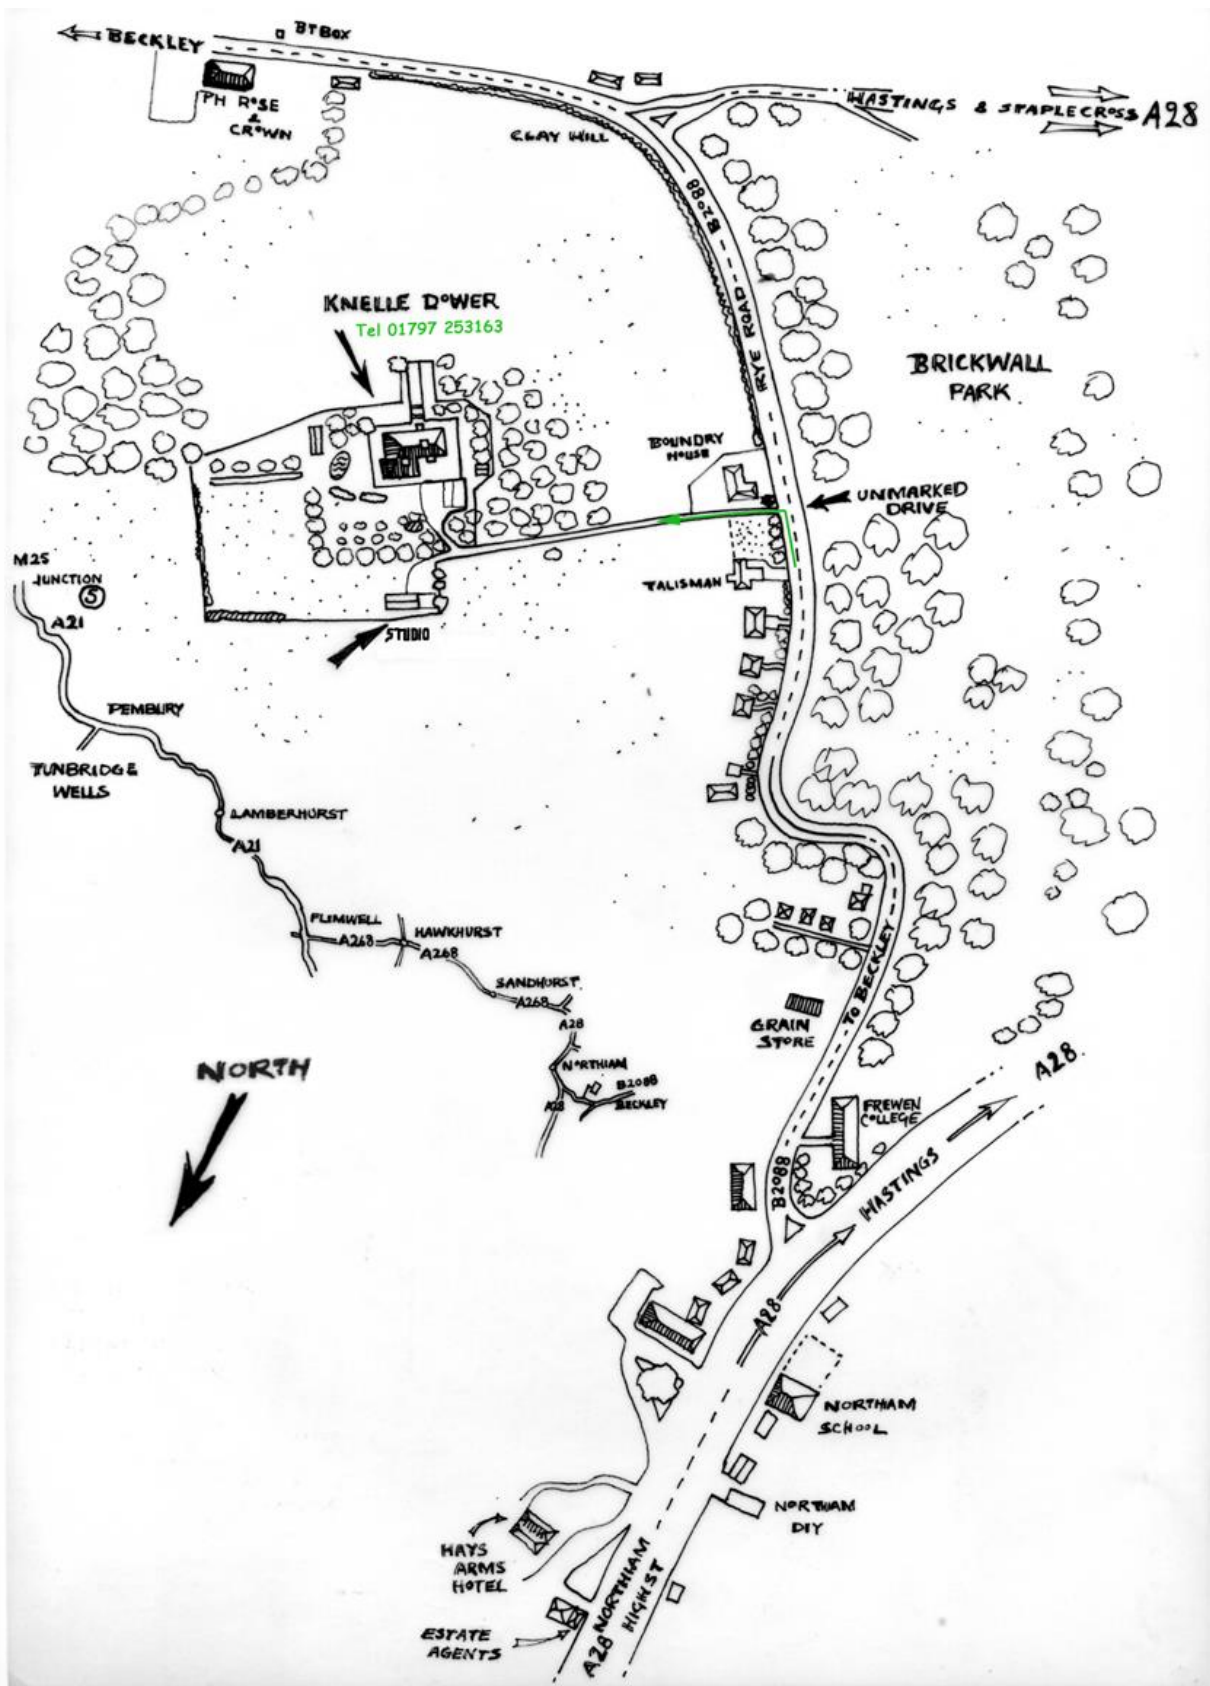 BECKLEY
BT BOX
PH ROSE
&
CROWN
CLAY HILL
HASTINGS & STAPLECROSS A28
B2088
RYE ROAD
KNELLE DOWER
Tel 01797 253163
BRICKWALL
PARK
BOUNDRY
HOUSE
UNMARKED
DRIVE
TALISMAN
STUDIO
M25
JUNCTION
5
A21
PEMBURY
TUNBRIDGE
WELLS
LAMBERHURST
A21
FLIMWELL
A268
HAWKHURST
A268
SANDHURST
A268
A28
NORTHIAM
B2088
A28
BECKLEY
NORTH
TO BECKLEY
GRAIN
STORE
FREWEN
COLLEGE
A28
B2088
HASTINGS
A28
NORTHIAM
SCHOOL
NORTHIAM
DIY
HAYS
ARMS
HOTEL
ESTATE
AGENTS
A28 NORTHIAM
HIGH ST